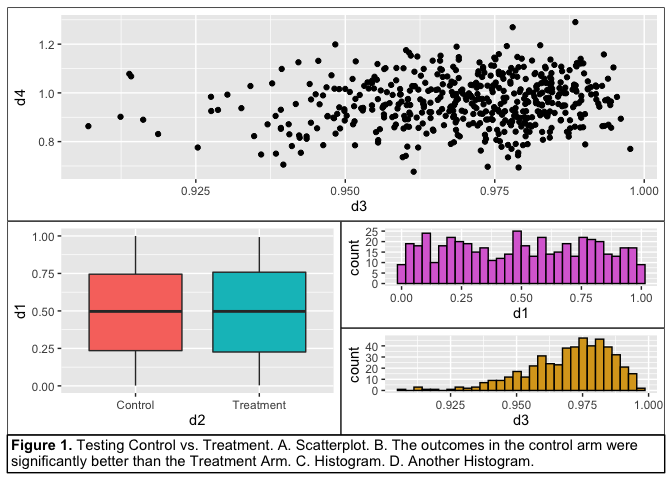 1.2
1.0
0.8
d4
0.925 0.950 0.975 1.000
d3
1.00
0.75
0.50
0.25
0.00
d1
Control Treatment
d2
25
20
15
10
5
0
count
0.00 0.25 0.50 0.75 1.00
d1
40
30
20
10
0
count
0.925 0.950 0.975 1.000
d3
Figure 1. Testing Control vs. Treatment. A. Scatterplot. B. The outcomes in the control arm were
significantly better than the Treatment Arm. C. Histogram. D. Another Histogram.